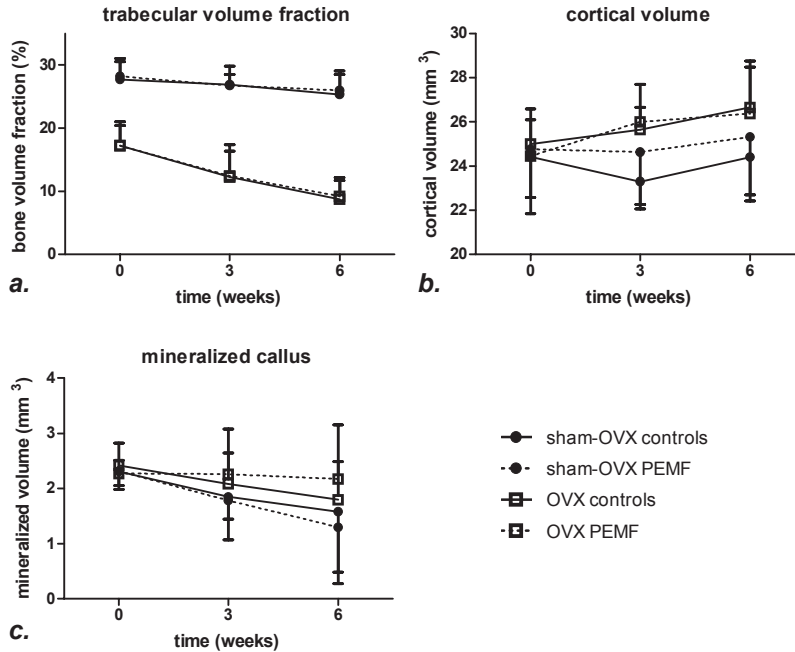 trabecular volume fraction
bone volume fraction (%)
30
20
10
0
0 3 6
time (weeks)
a.
cortical volume
cortical volume (mm 3)
30
28
26
24
22
20
0 3 6
time (weeks)
b.
mineralized callus
mineralized volume (mm 3)
4
3
2
1
0
0 3 6
time (weeks)
c.
sham-OVX controls
sham-OVX PEMF
OVX controls
OVX PEMF